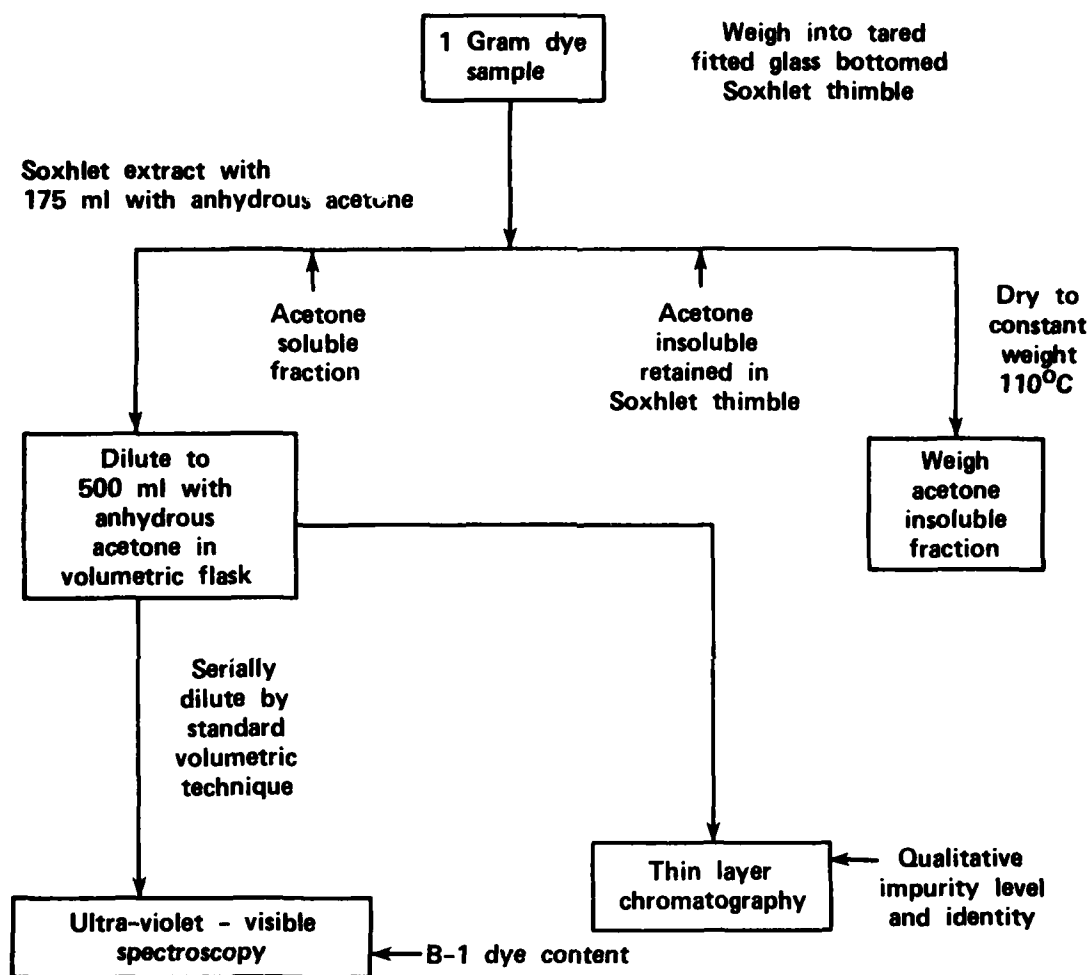 1 Gram dye
sample
Weigh into tared
fitted glass bottomed
Soxhlet thimble
Soxhlet extract with
175 ml with anhydrous acetone
Acetone
soluble
fraction
Acetone
insoluble
retained in
Soxhlet thimble
Dry to
constant
weight
110°C
Dilute to
500 ml with
anhydrous
acetone in
volumetric flask
Weigh
acetone
insoluble
fraction
Serially
dilute by
standard
volumetric
technique
Thin layer
chromatography
Qualitative
impurity level
and identity
Ultra-violet - visible
spectroscopy
B-1 dye content